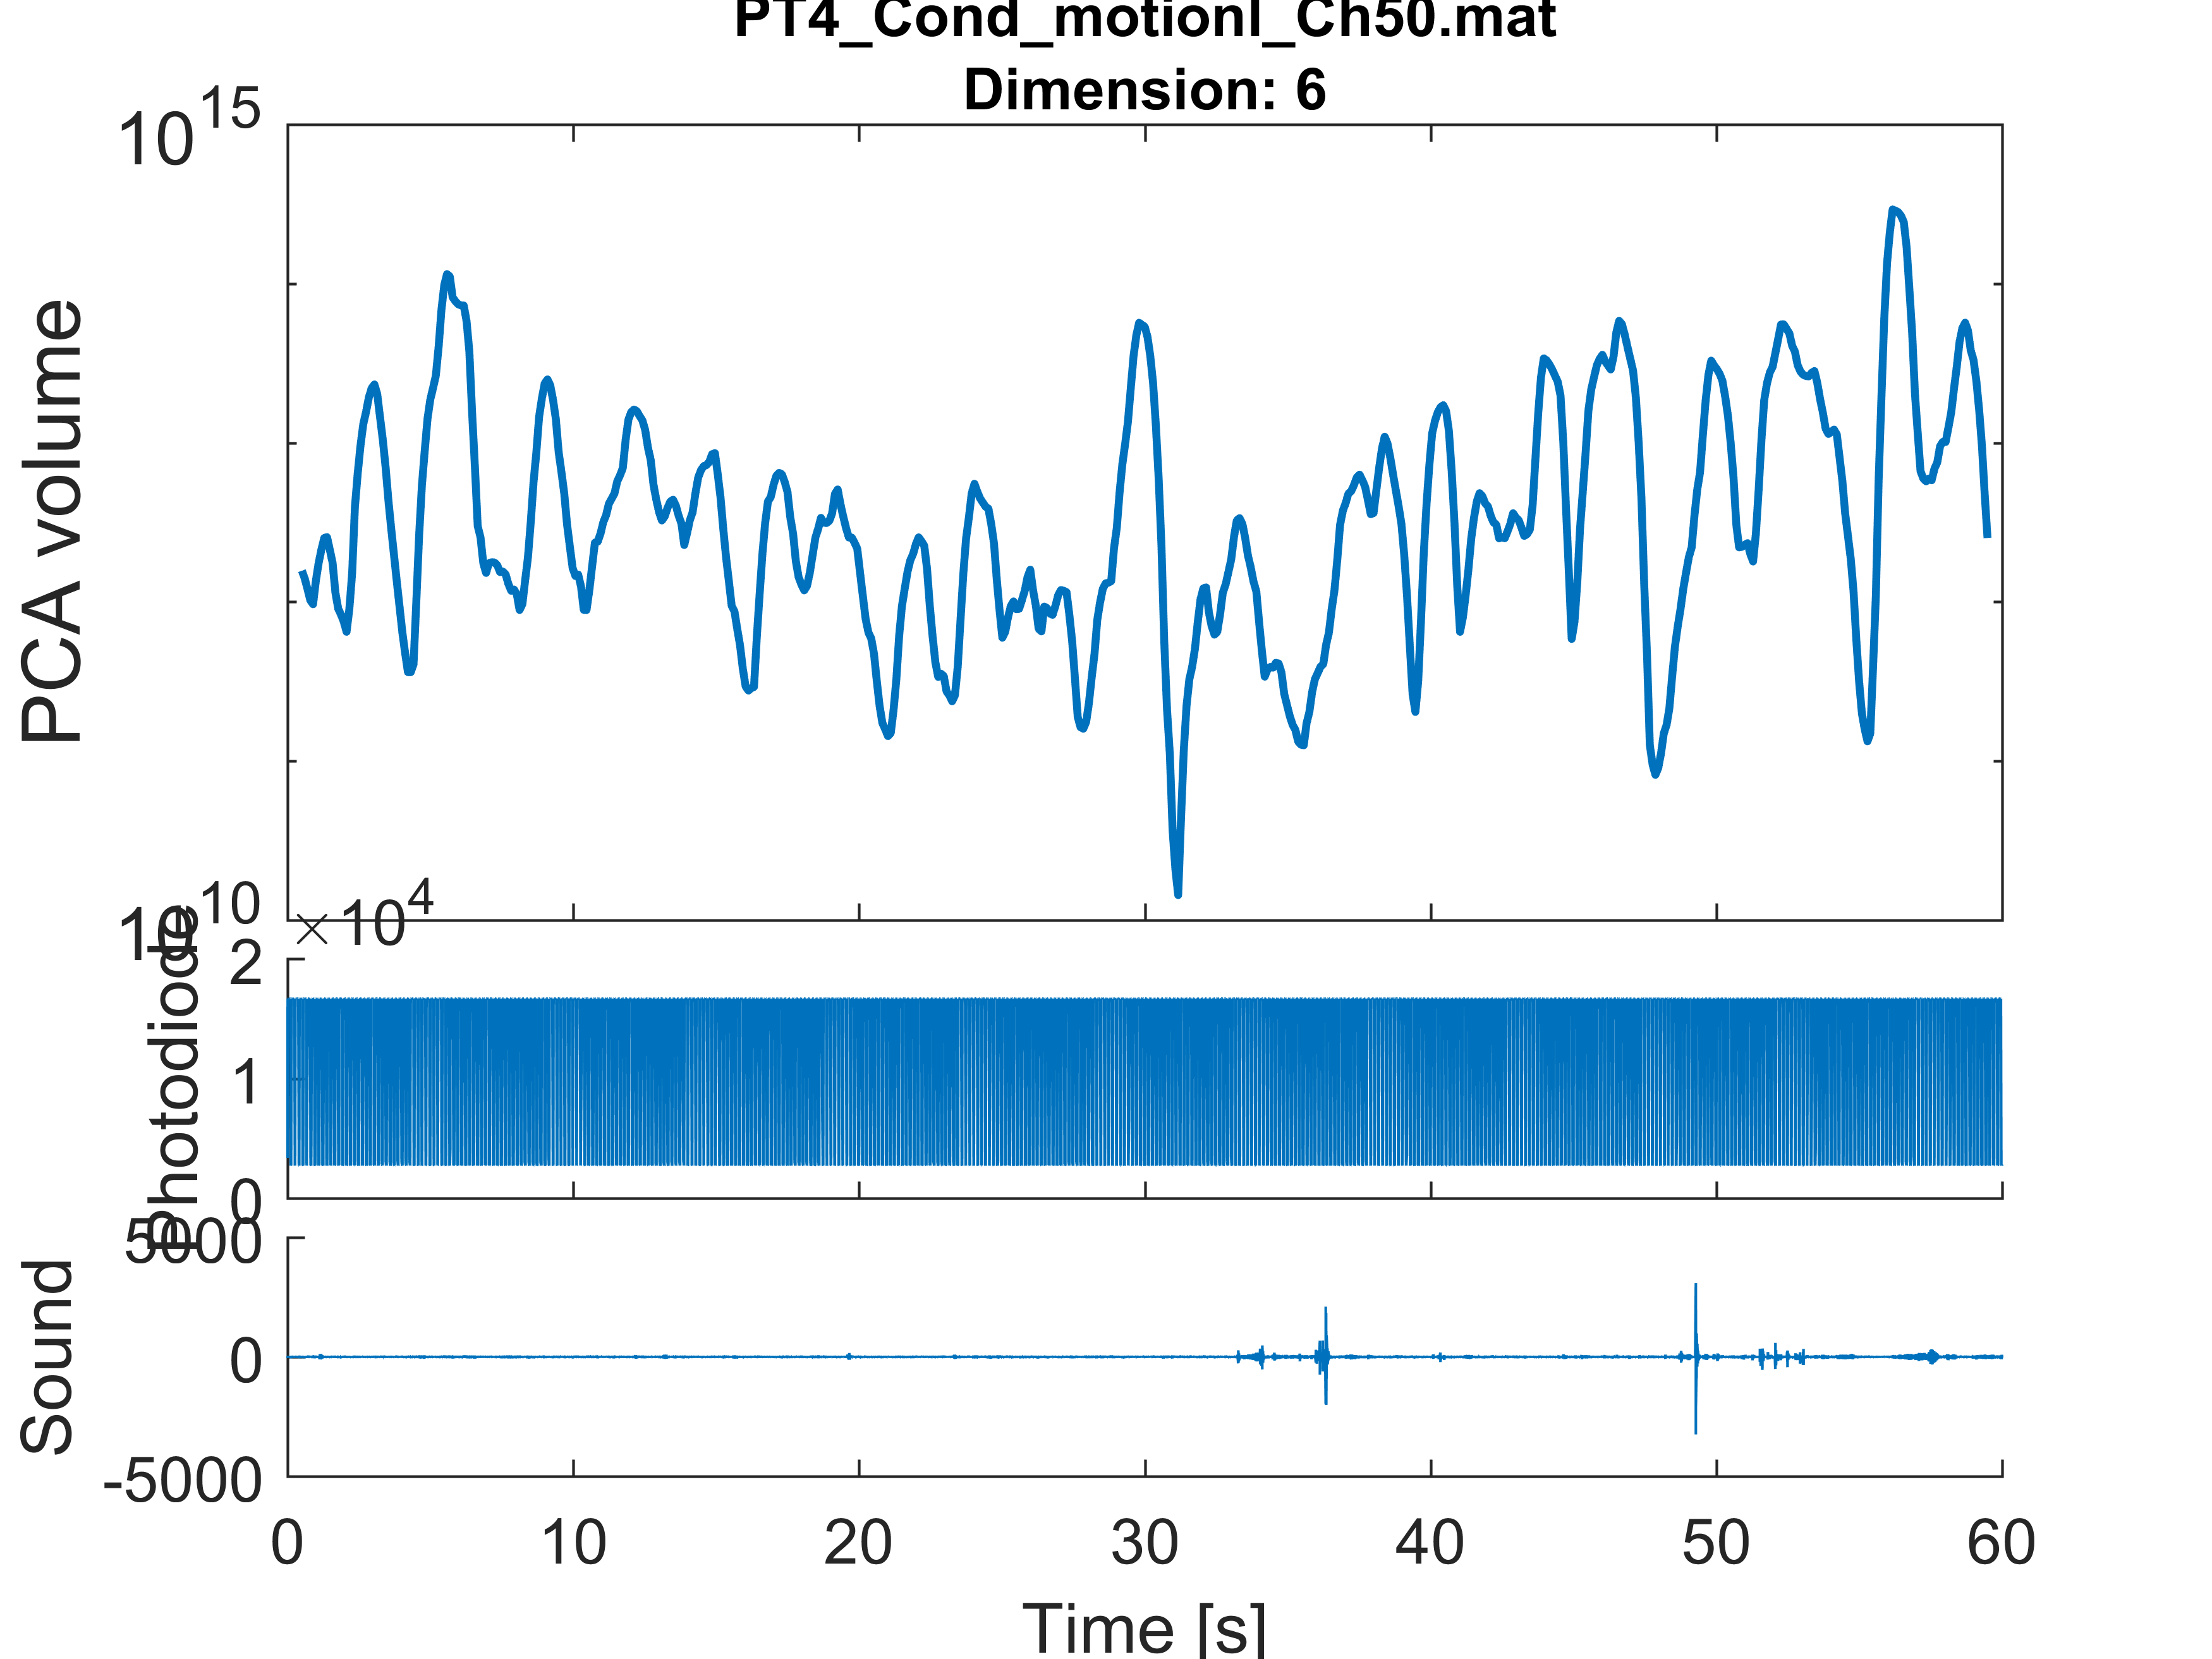 PT4_Cond_motionI_Ch50.mat
Dimension: 6
10^15
PCA volume
10^10
×10^4
2
1
0
Photodiode
5000
0
-5000
Sound
0 10 20 30 40 50 60
Time [s]